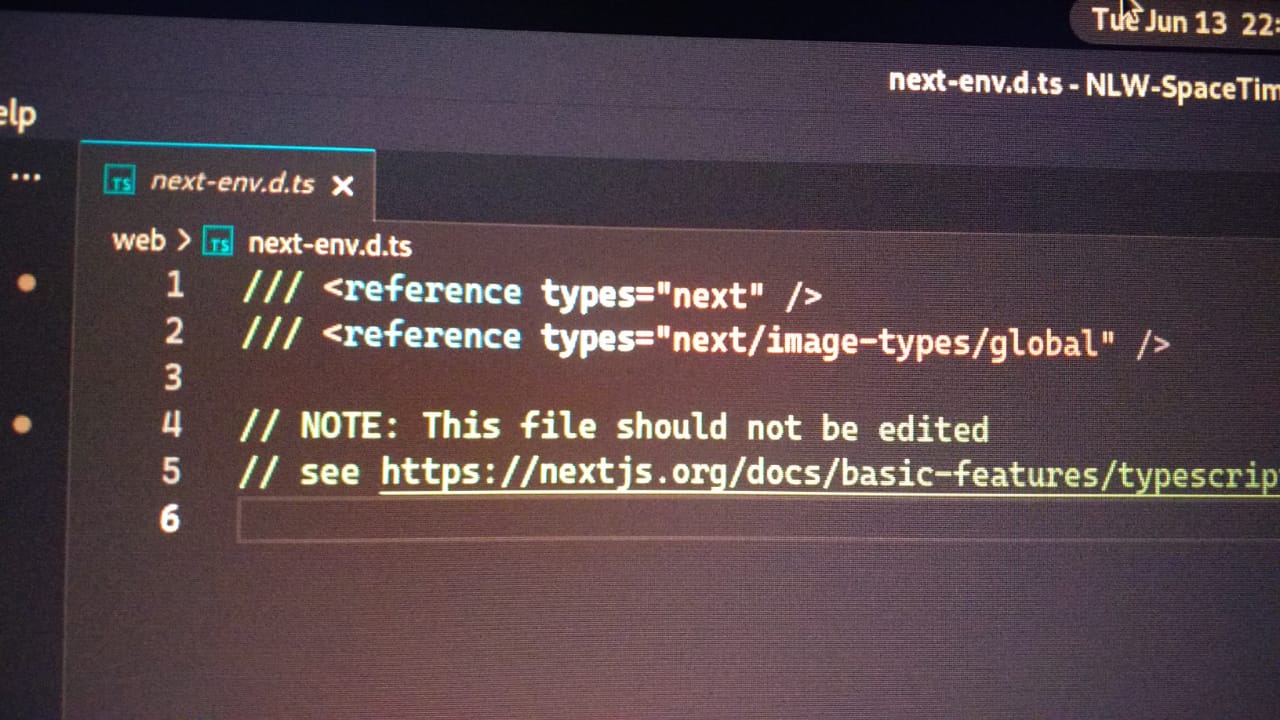 Tue Jun 13 22:
next-env.d.ts - NLW-SpaceTim
elp
TS next-env.d.ts
web > TS next-env.d.ts
1 /// <reference types="next" />
2 /// <reference types="next/image-types/global" />
3
4 // NOTE: This file should not be edited
5 // see https://nextjs.org/docs/basic-features/typescrip
6